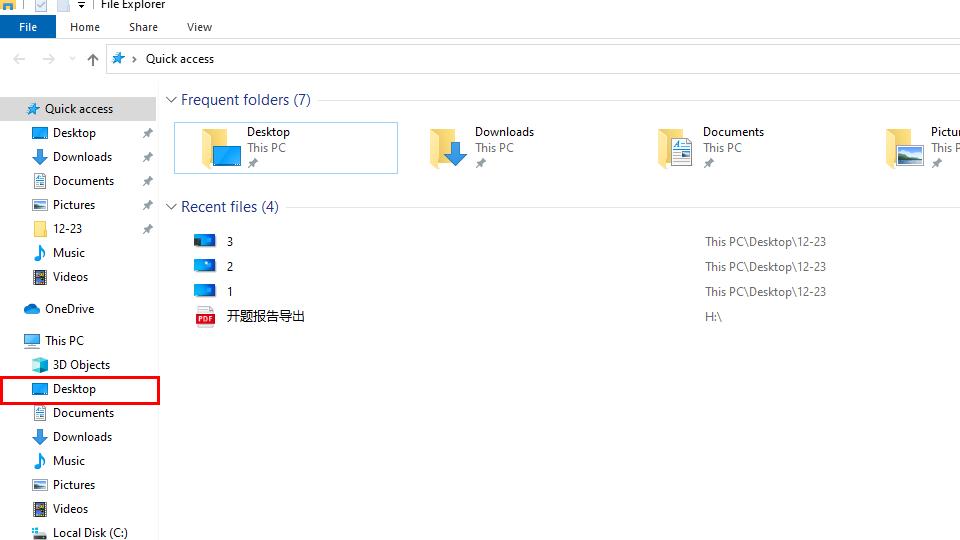 File Explorer
File Home Share View
Quick access
Quick access
Desktop
Downloads
Documents
Pictures
12-23
Music
Videos
OneDrive
This PC
3D Objects
Desktop
Documents
Downloads
Music
Pictures
Videos
Local Disk (C:)
Frequent folders (7)
Desktop
This PC
Downloads
This PC
Documents
This PC
Pictur
This P
Recent files (4)
3 This PC\Desktop\12-23
2 This PC\Desktop\12-23
1 This PC\Desktop\12-23
PDF 开题报告导出 H:\